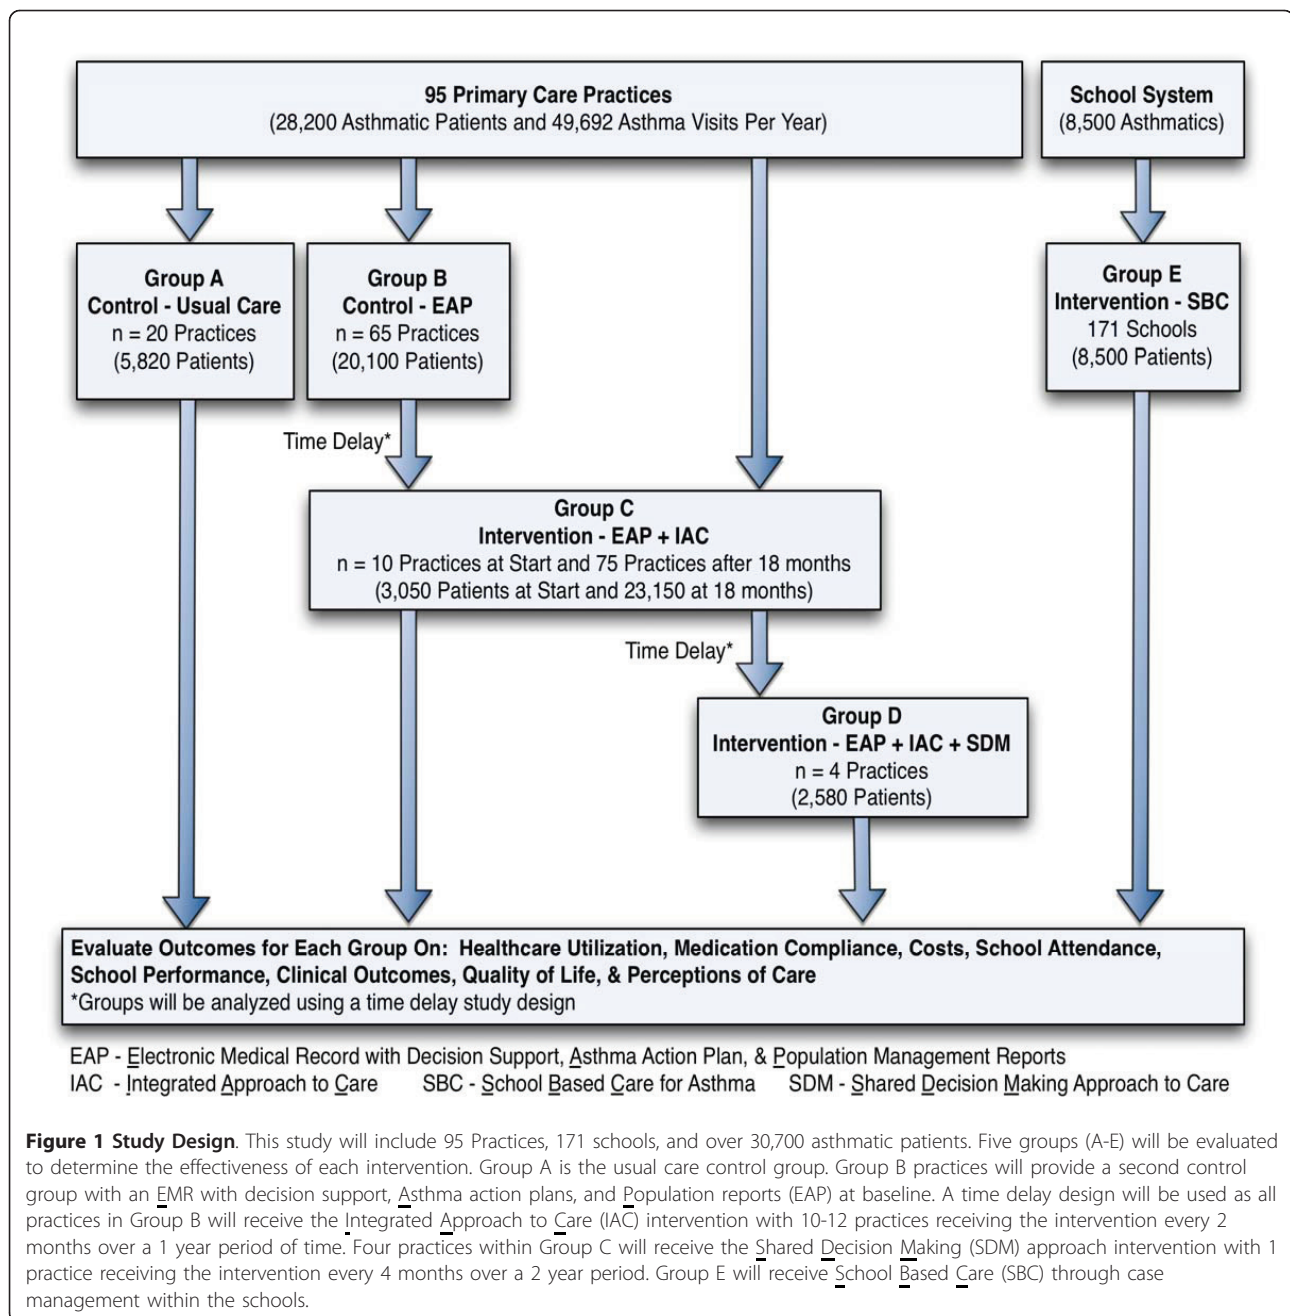 95 Primary Care Practices
(28,200 Asthmatic Patients and 49,692 Asthma Visits Per Year)
School System
(8,500 Asthmatics)
Group A
Control - Usual Care
n = 20 Practices
(5,820 Patients)
Group B
Control - EAP
n = 65 Practices
(20,100 Patients)
Group E
Intervention - SBC
171 Schools
(8,500 Patients)
Time Delay*
Group C
Intervention - EAP + IAC
n = 10 Practices at Start and 75 Practices after 18 months
(3,050 Patients at Start and 23,150 at 18 months)
Time Delay*
Group D
Intervention - EAP + IAC + SDM
n = 4 Practices
(2,580 Patients)
Evaluate Outcomes for Each Group On: Healthcare Utilization, Medication Compliance, Costs, School Attendance,
School Performance, Clinical Outcomes, Quality of Life, & Perceptions of Care
*Groups will be analyzed using a time delay study design
EAP - Electronic Medical Record with Decision Support, Asthma Action Plan, & Population Management Reports
IAC - Integrated Approach to Care SBC - School Based Care for Asthma SDM - Shared Decision Making Approach to Care
Figure 1 Study Design. This study will include 95 Practices, 171 schools, and over 30,700 asthmatic patients. Five groups (A-E) will be evaluated
to determine the effectiveness of each intervention. Group A is the usual care control group. Group B practices will provide a second control
group with an EMR with decision support, Asthma action plans, and Population reports (EAP) at baseline. A time delay design will be used as all
practices in Group B will receive the Integrated Approach to Care (IAC) intervention with 10-12 practices receiving the intervention every 2
months over a 1 year period of time. Four practices within Group C will receive the Shared Decision Making (SDM) approach intervention with 1
practice receiving the intervention every 4 months over a 2 year period. Group E will receive School Based Care (SBC) through case
management within the schools.